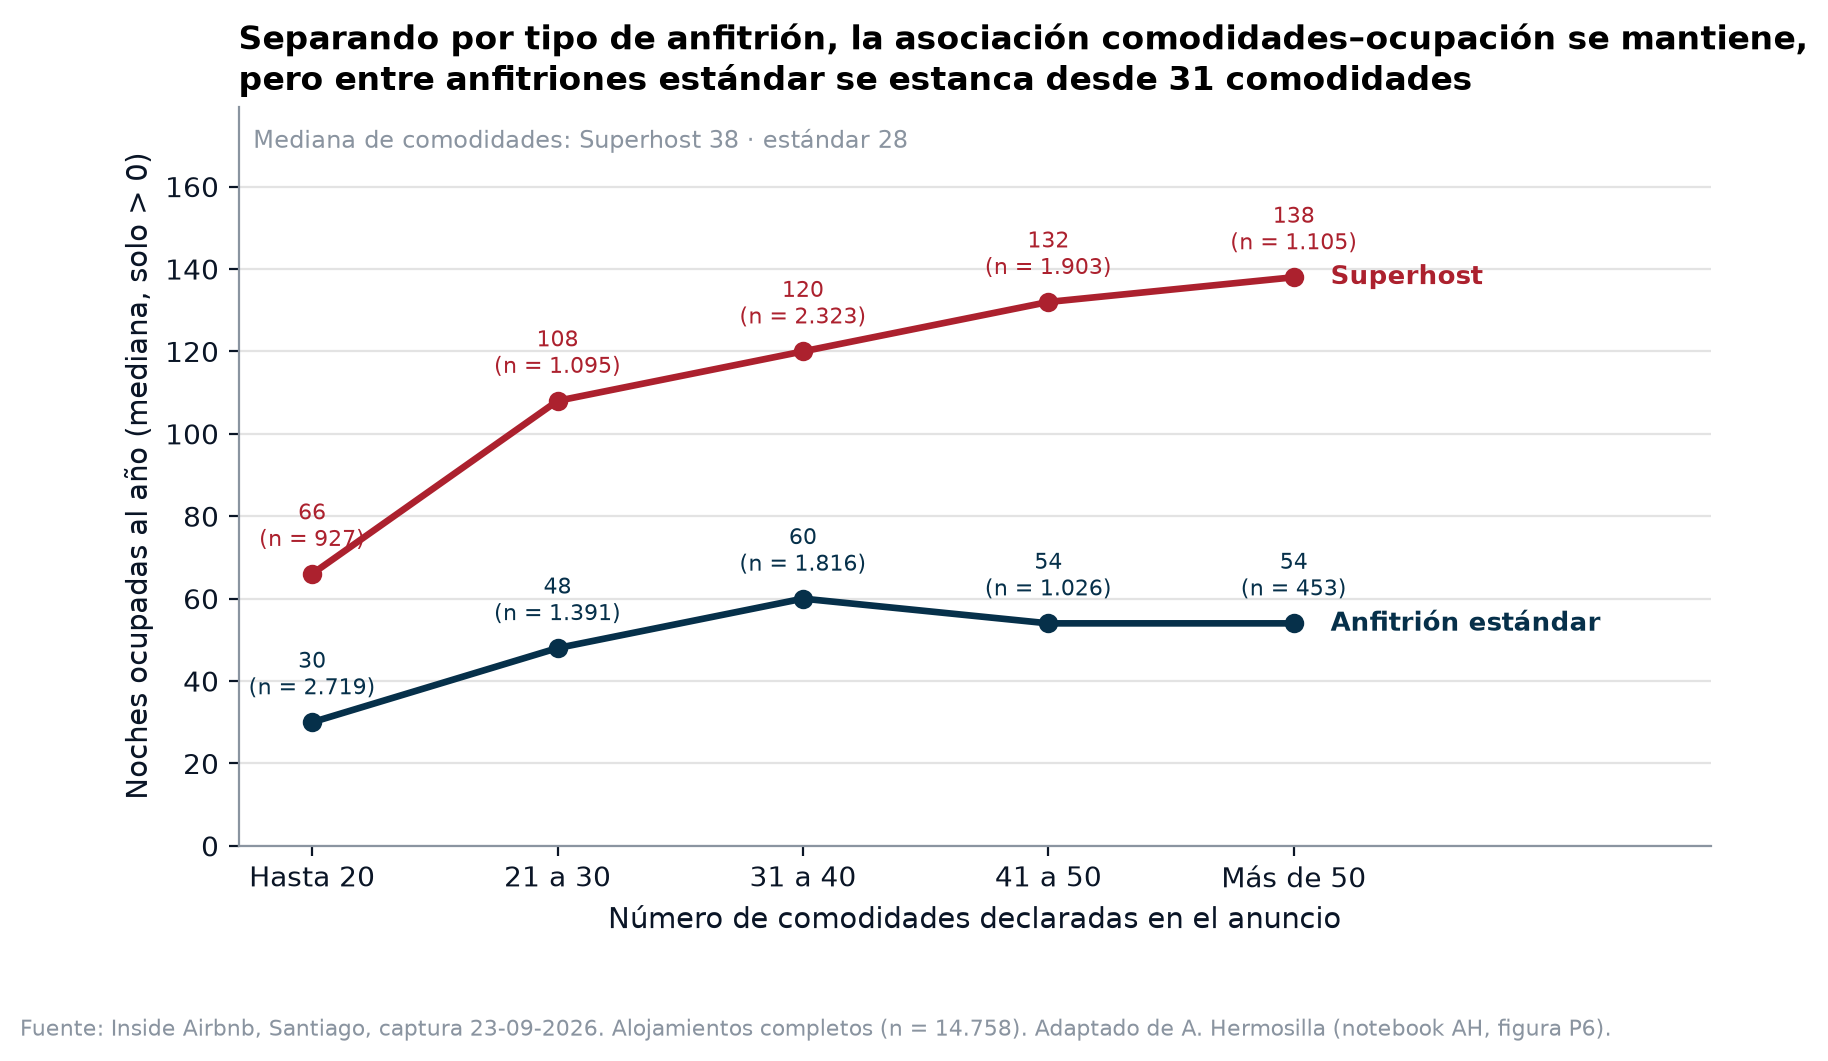 Separando por tipo de anfitrión, la asociación comodidades–ocupación se mantiene,
pero entre anfitriones estándar se estanca desde 31 comodidades
Mediana de comodidades: Superhost 38 · estándar 28
Noches ocupadas al año (mediana, solo > 0)
160
140
120
100
80
60
40
20
0
66
(n = 927)
108
(n = 1.095)
120
(n = 2.323)
132
(n = 1.903)
138
(n = 1.105)
Superhost
30
(n = 2.719)
48
(n = 1.391)
60
(n = 1.816)
54
(n = 1.026)
54
(n = 453)
Anfitrión estándar
Hasta 20
21 a 30
31 a 40
41 a 50
Más de 50
Número de comodidades declaradas en el anuncio
Fuente: Inside Airbnb, Santiago, captura 23-09-2026. Alojamientos completos (n = 14.758). Adaptado de A. Hermosilla (notebook AH, figura P6).